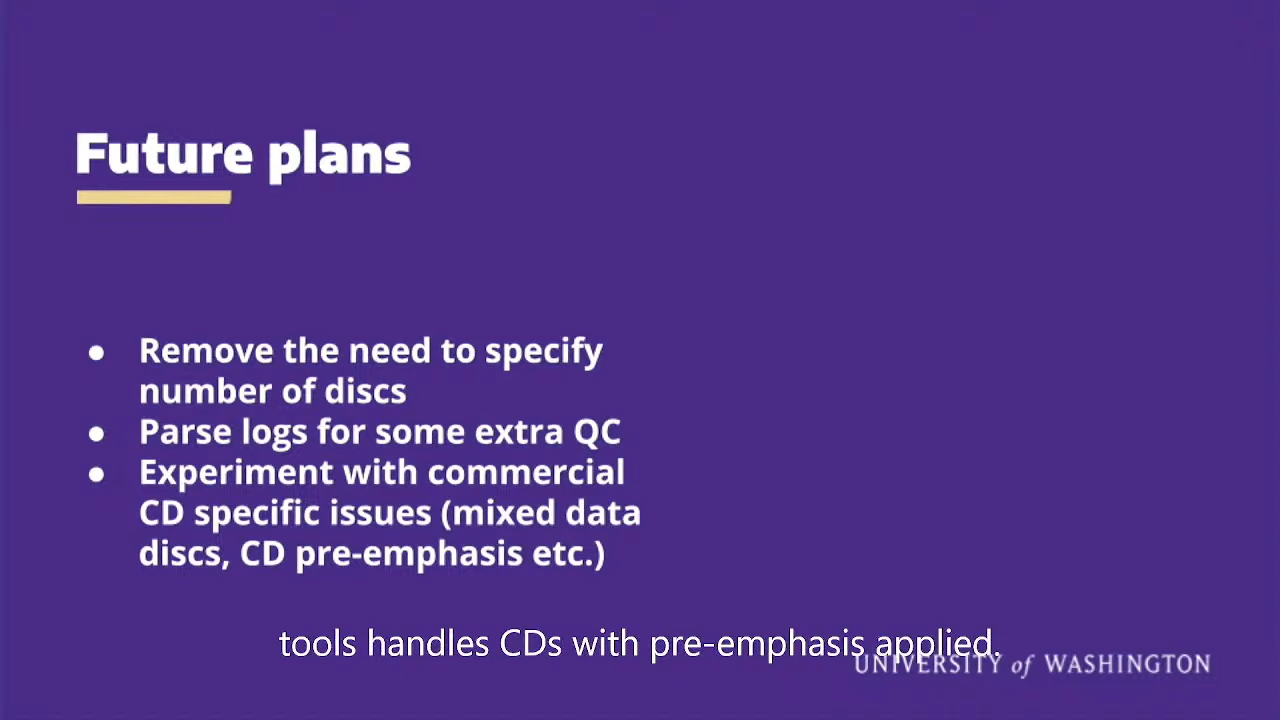 Future plans
● Remove the need to specify
number of discs
● Parse logs for some extra QC
● Experiment with commercial
CD specific issues (mixed data
discs, CD pre-emphasis etc.)
tools handles CDs with pre-emphasis applied.
UNIVERSITY of WASHINGTON